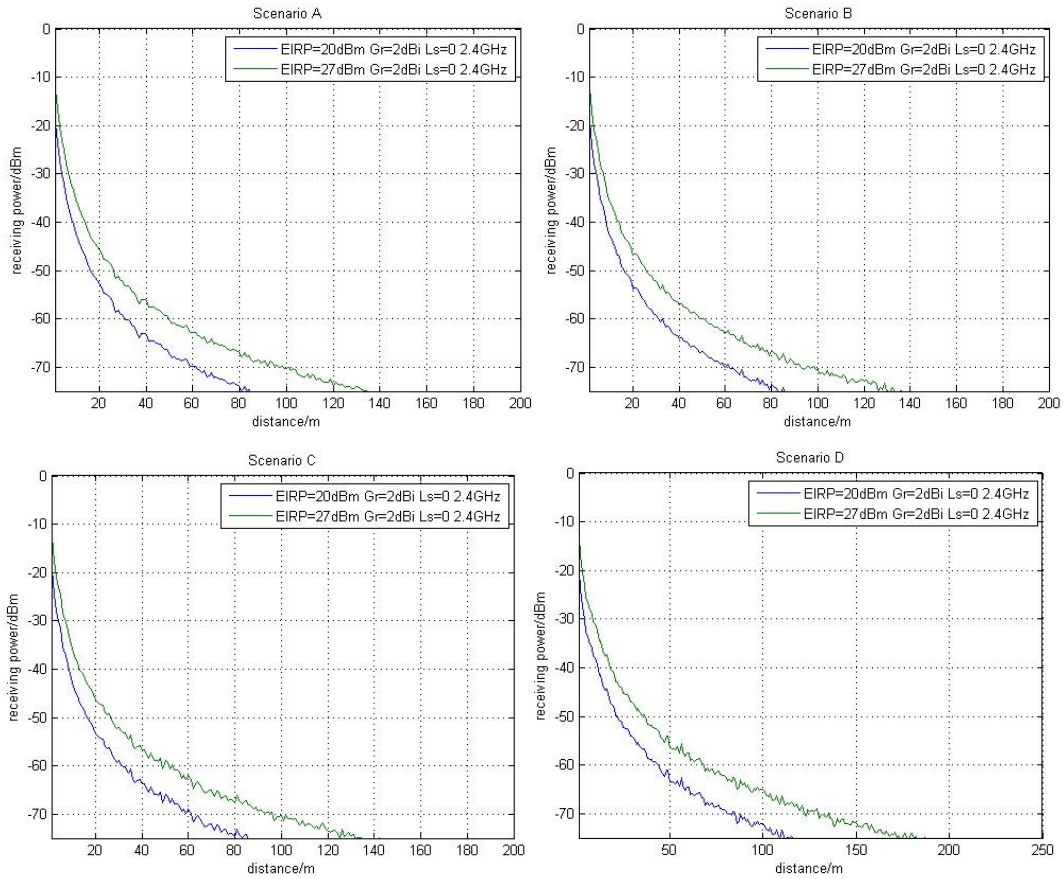 Scenario A
EIRP=20dBm Gr=2dBi Ls=0 2.4GHz
EIRP=27dBm Gr=2dBi Ls=0 2.4GHz
receiving power/dBm
0
-10
-20
-30
-40
-50
-60
-70
20 40 60 80 100 120 140 160 180 200
distance/m
Scenario B
EIRP=20dBm Gr=2dBi Ls=0 2.4GHz
EIRP=27dBm Gr=2dBi Ls=0 2.4GHz
receiving power/dBm
0
-10
-20
-30
-40
-50
-60
-70
20 40 60 80 100 120 140 160 180 200
distance/m
Scenario C
EIRP=20dBm Gr=2dBi Ls=0 2.4GHz
EIRP=27dBm Gr=2dBi Ls=0 2.4GHz
receiving power/dBm
0
-10
-20
-30
-40
-50
-60
-70
20 40 60 80 100 120 140 160 180 200
distance/m
Scenario D
EIRP=20dBm Gr=2dBi Ls=0 2.4GHz
EIRP=27dBm Gr=2dBi Ls=0 2.4GHz
receiving power/dBm
0
-10
-20
-30
-40
-50
-60
-70
50 100 150 200 250
distance/m